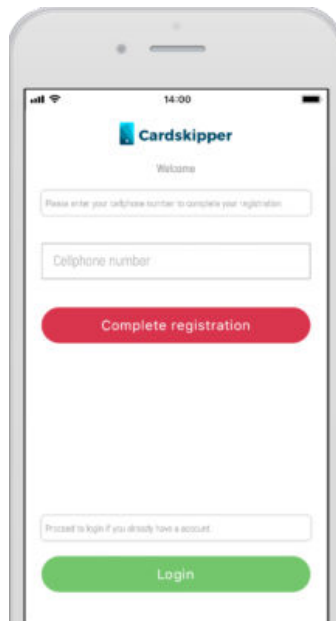 14:00
Cardskipper
Welcome
Please enter your cellphone number to complete your registration
Cellphone number
Complete registration
Proceed to login if you already have a account.
Login